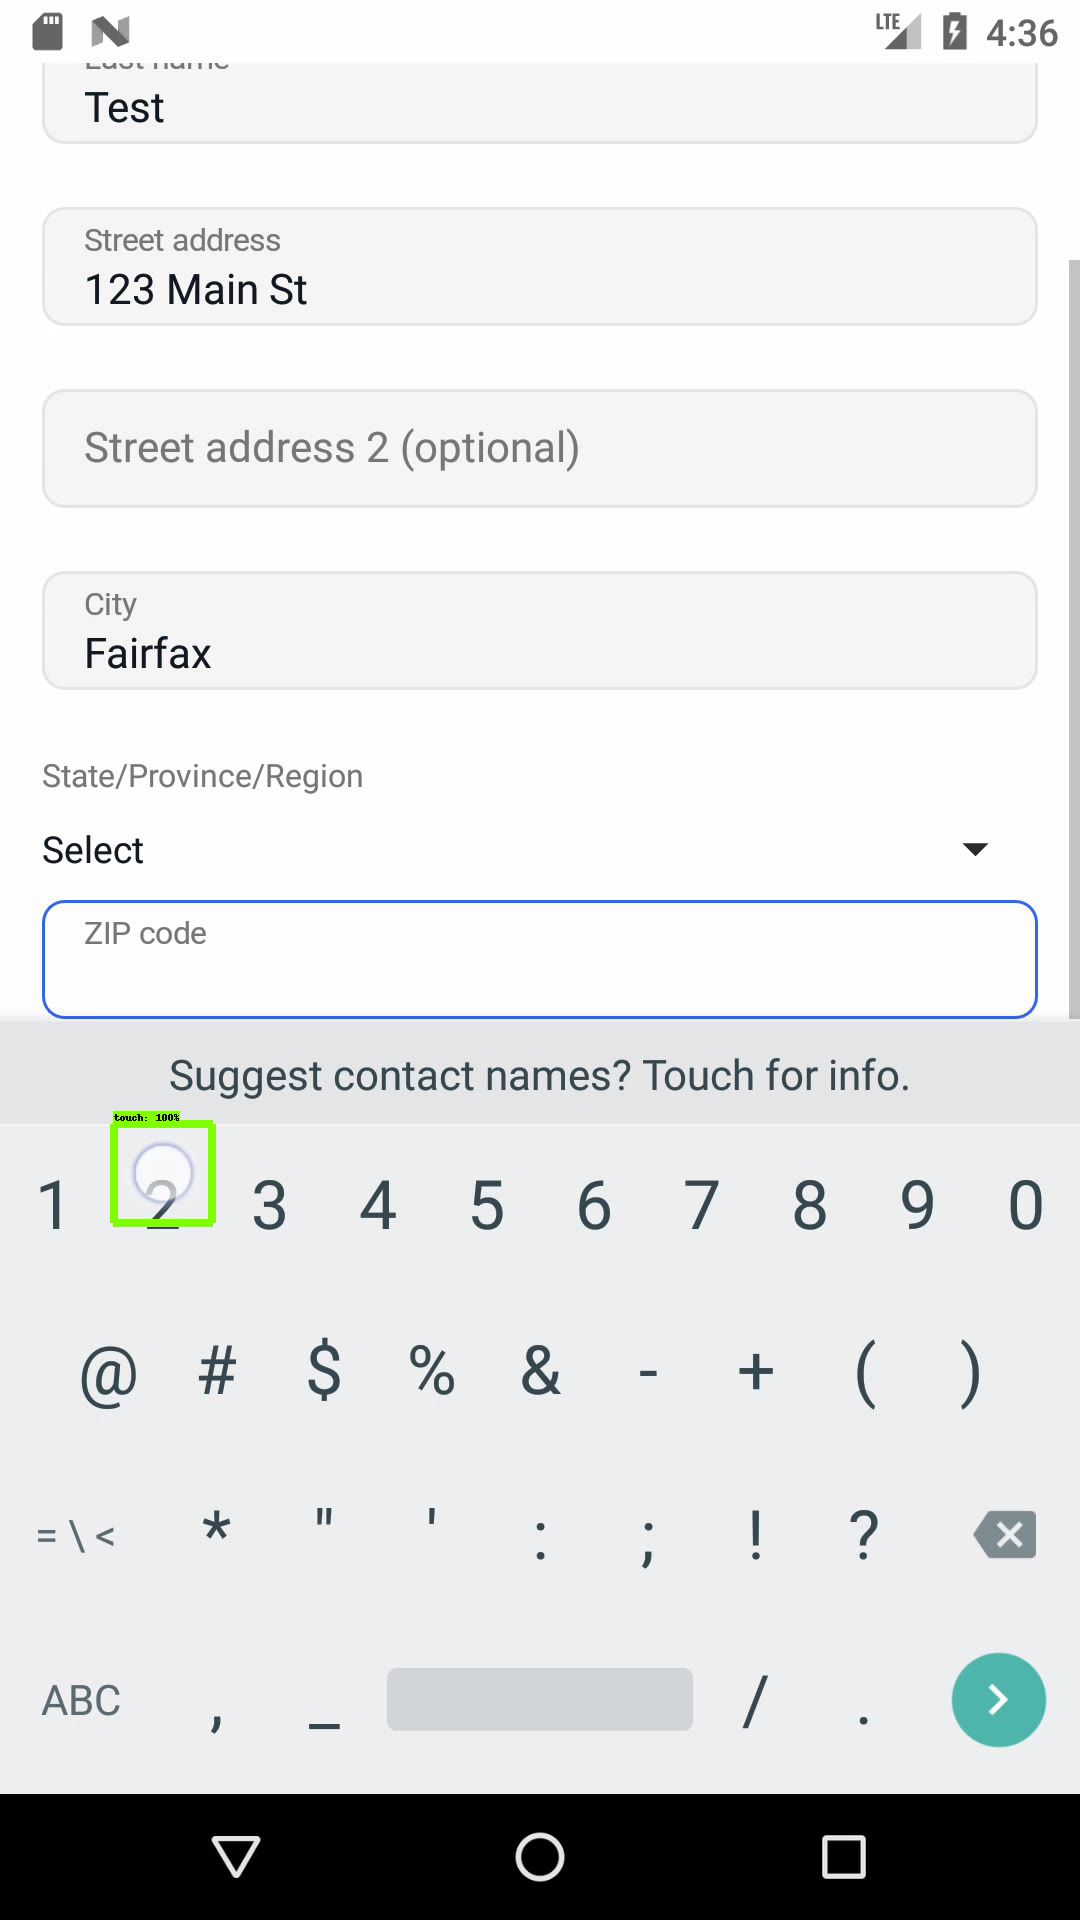 LTE 4:36
Last name
Test
Street address
123 Main St
Street address 2 (optional)
City
Fairfax
State/Province/Region
Select
ZIP code
Suggest contact names? Touch for info.
touch: 100%
1 2 3 4 5 6 7 8 9 0
@ # $ % & - + ( )
= \ < * " ' : ; ! ?
ABC , _ / .